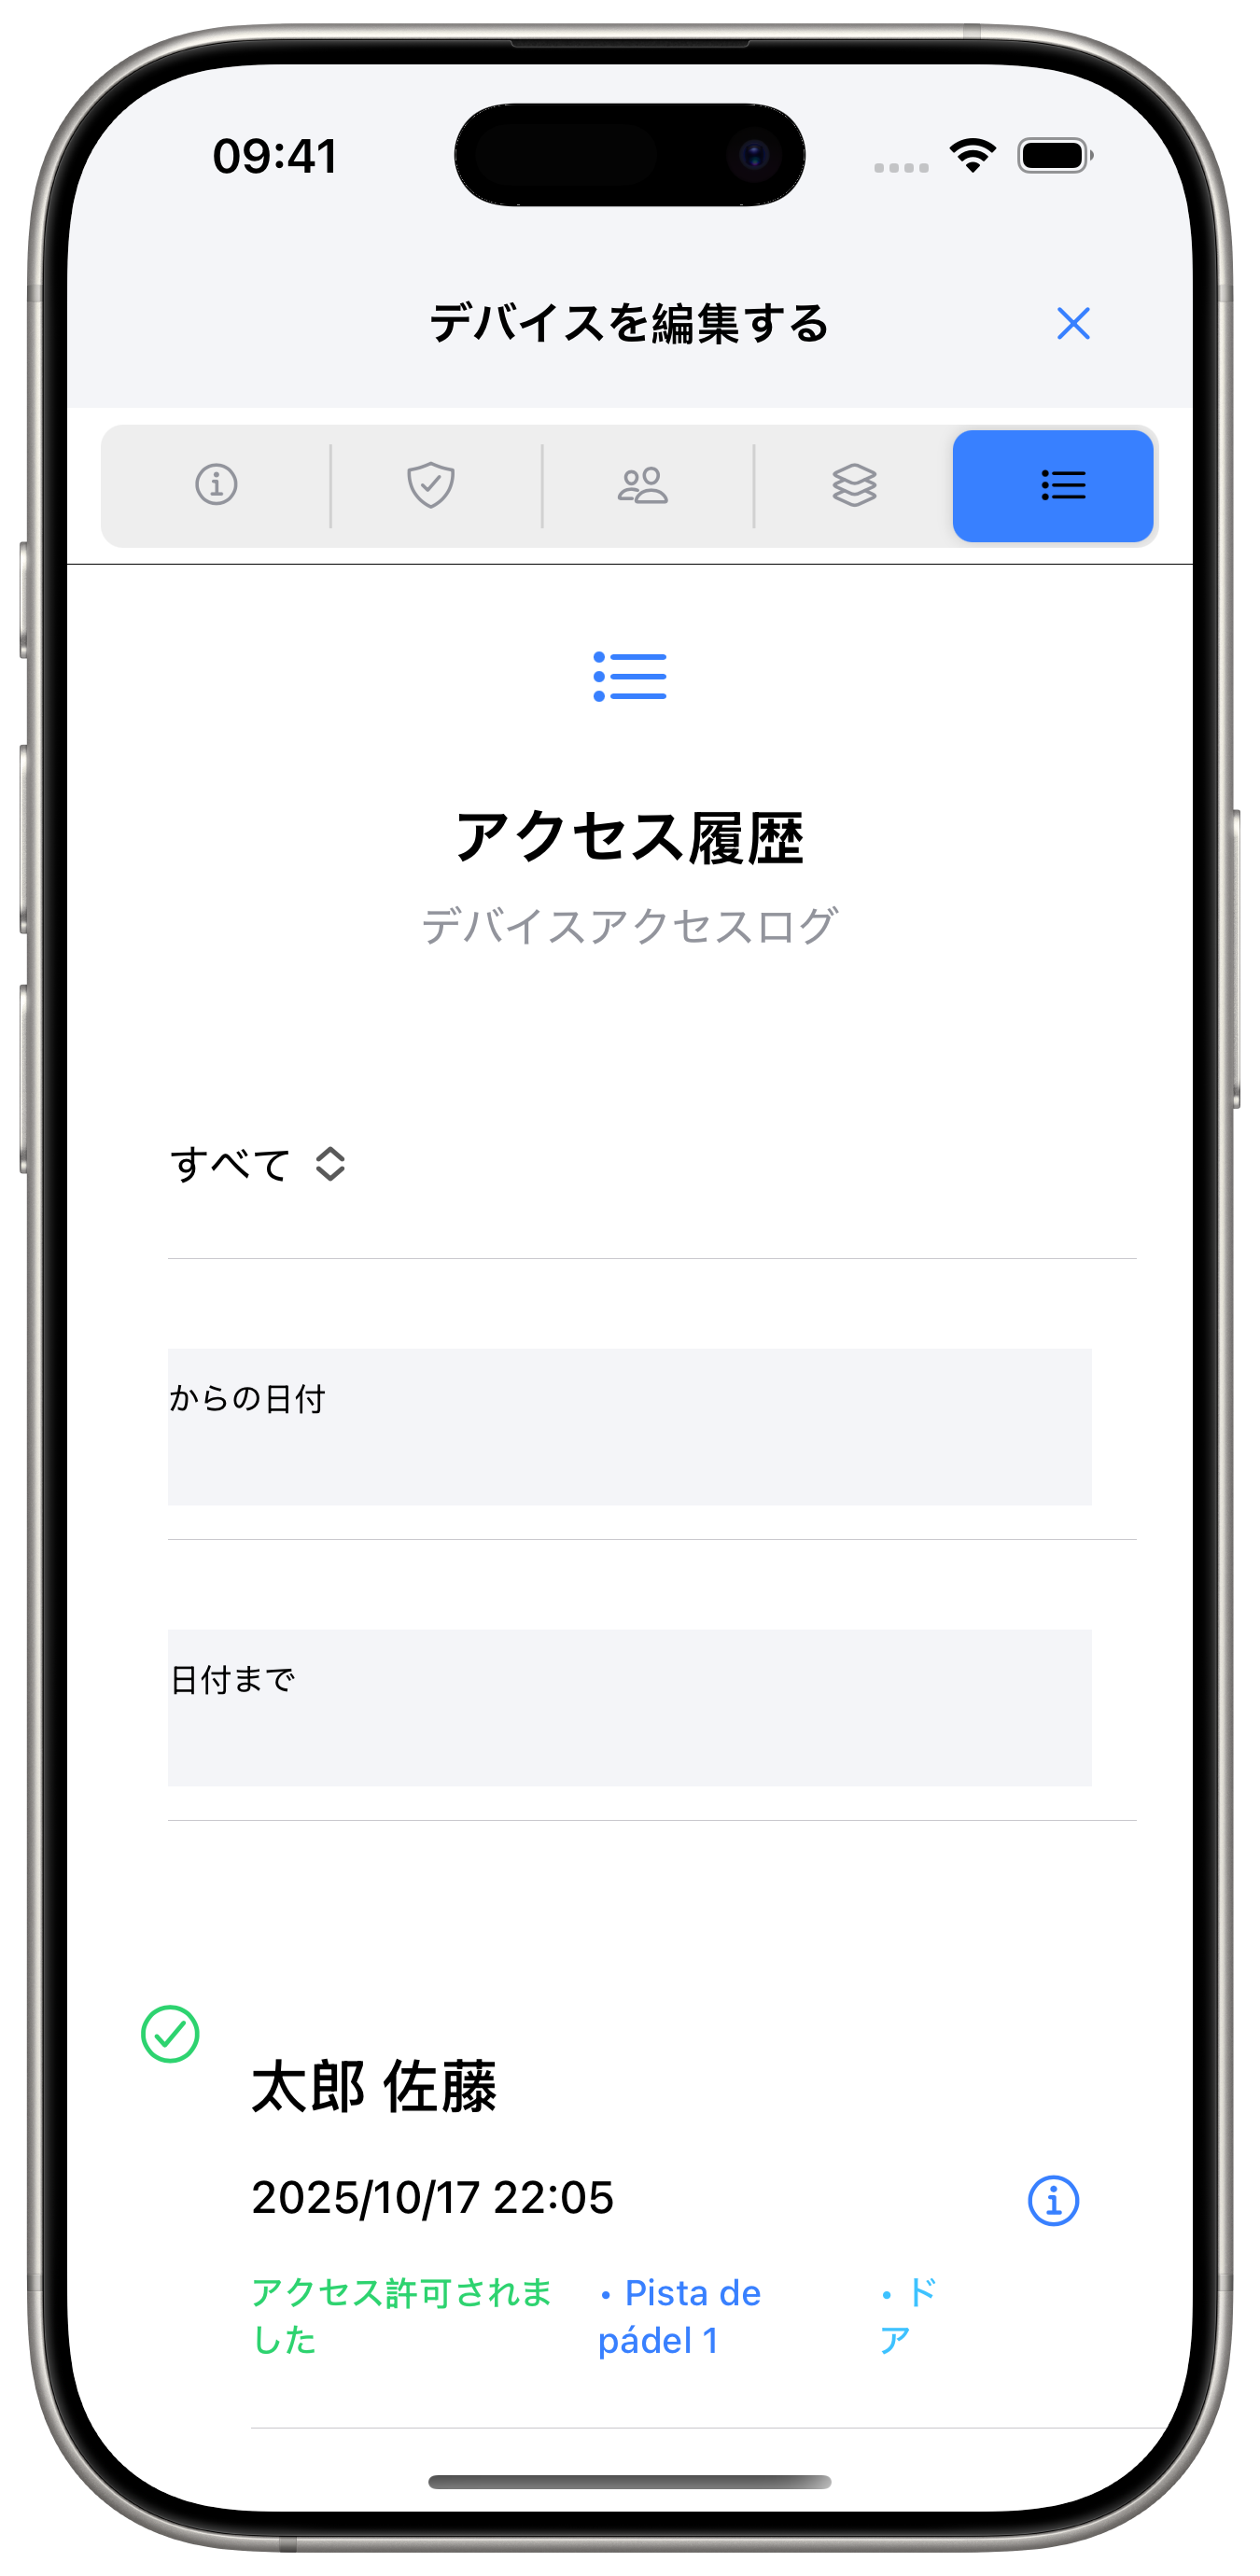 09:41
デバイスを編集する
アクセス履歴
デバイスアクセスログ
すべて
からの日付
日付まで
太郎 佐藤
2025/10/17 22:05
アクセス許可されま
した
• Pista de
pádel 1
• ド
ア